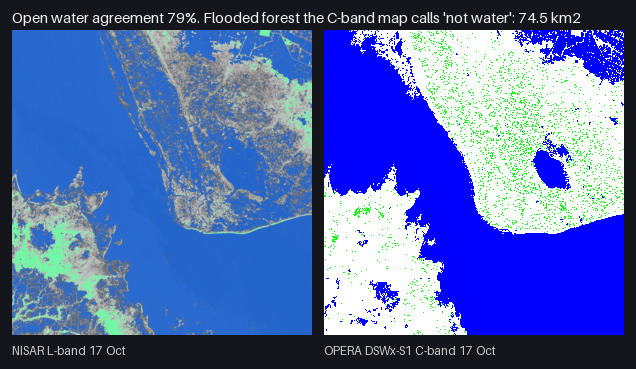 Open water agreement 79%. Flooded forest the C-band map calls 'not water': 74.5 km2
NISAR L-band 17 Oct
OPERA DSWx-S1 C-band 17 Oct